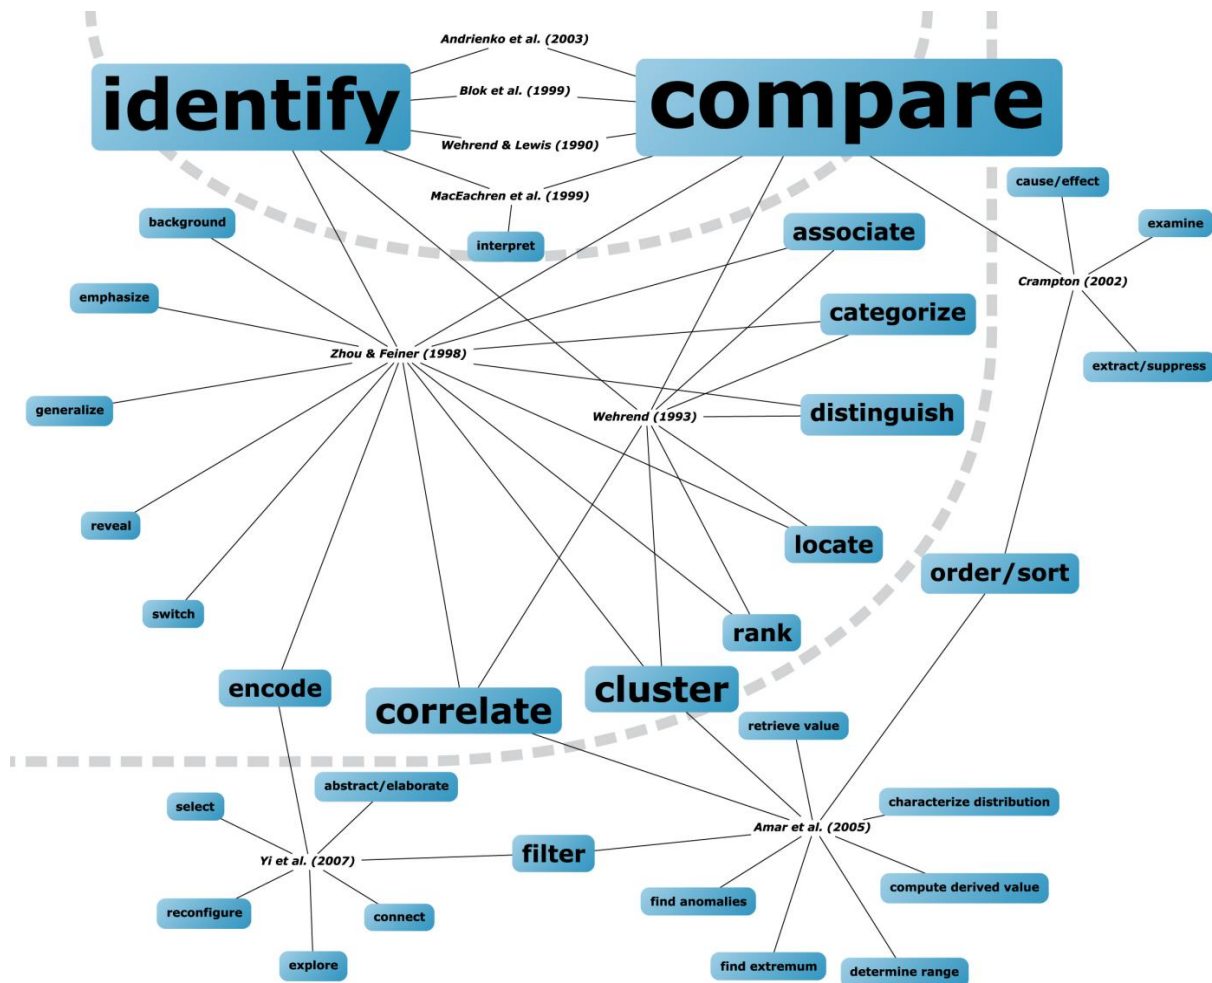 Andrienko et al. (2003)
identify
compare
Blok et al. (1999)
Wehrend & Lewis (1990)
MacEachren et al. (1999)
cause/effect
background
interpret
associate
examine
Crampton (2002)
emphasize
categorize
Zhou & Feiner (1998)
extract/suppress
generalize
Wehrend (1993)
distinguish
reveal
locate
order/sort
switch
rank
encode
correlate
cluster
retrieve value
abstract/elaborate
select
characterize distribution
Amar et al. (2005)
Yi et al. (2007)
filter
compute derived value
find anomalies
reconfigure
connect
explore
find extremum
determine range